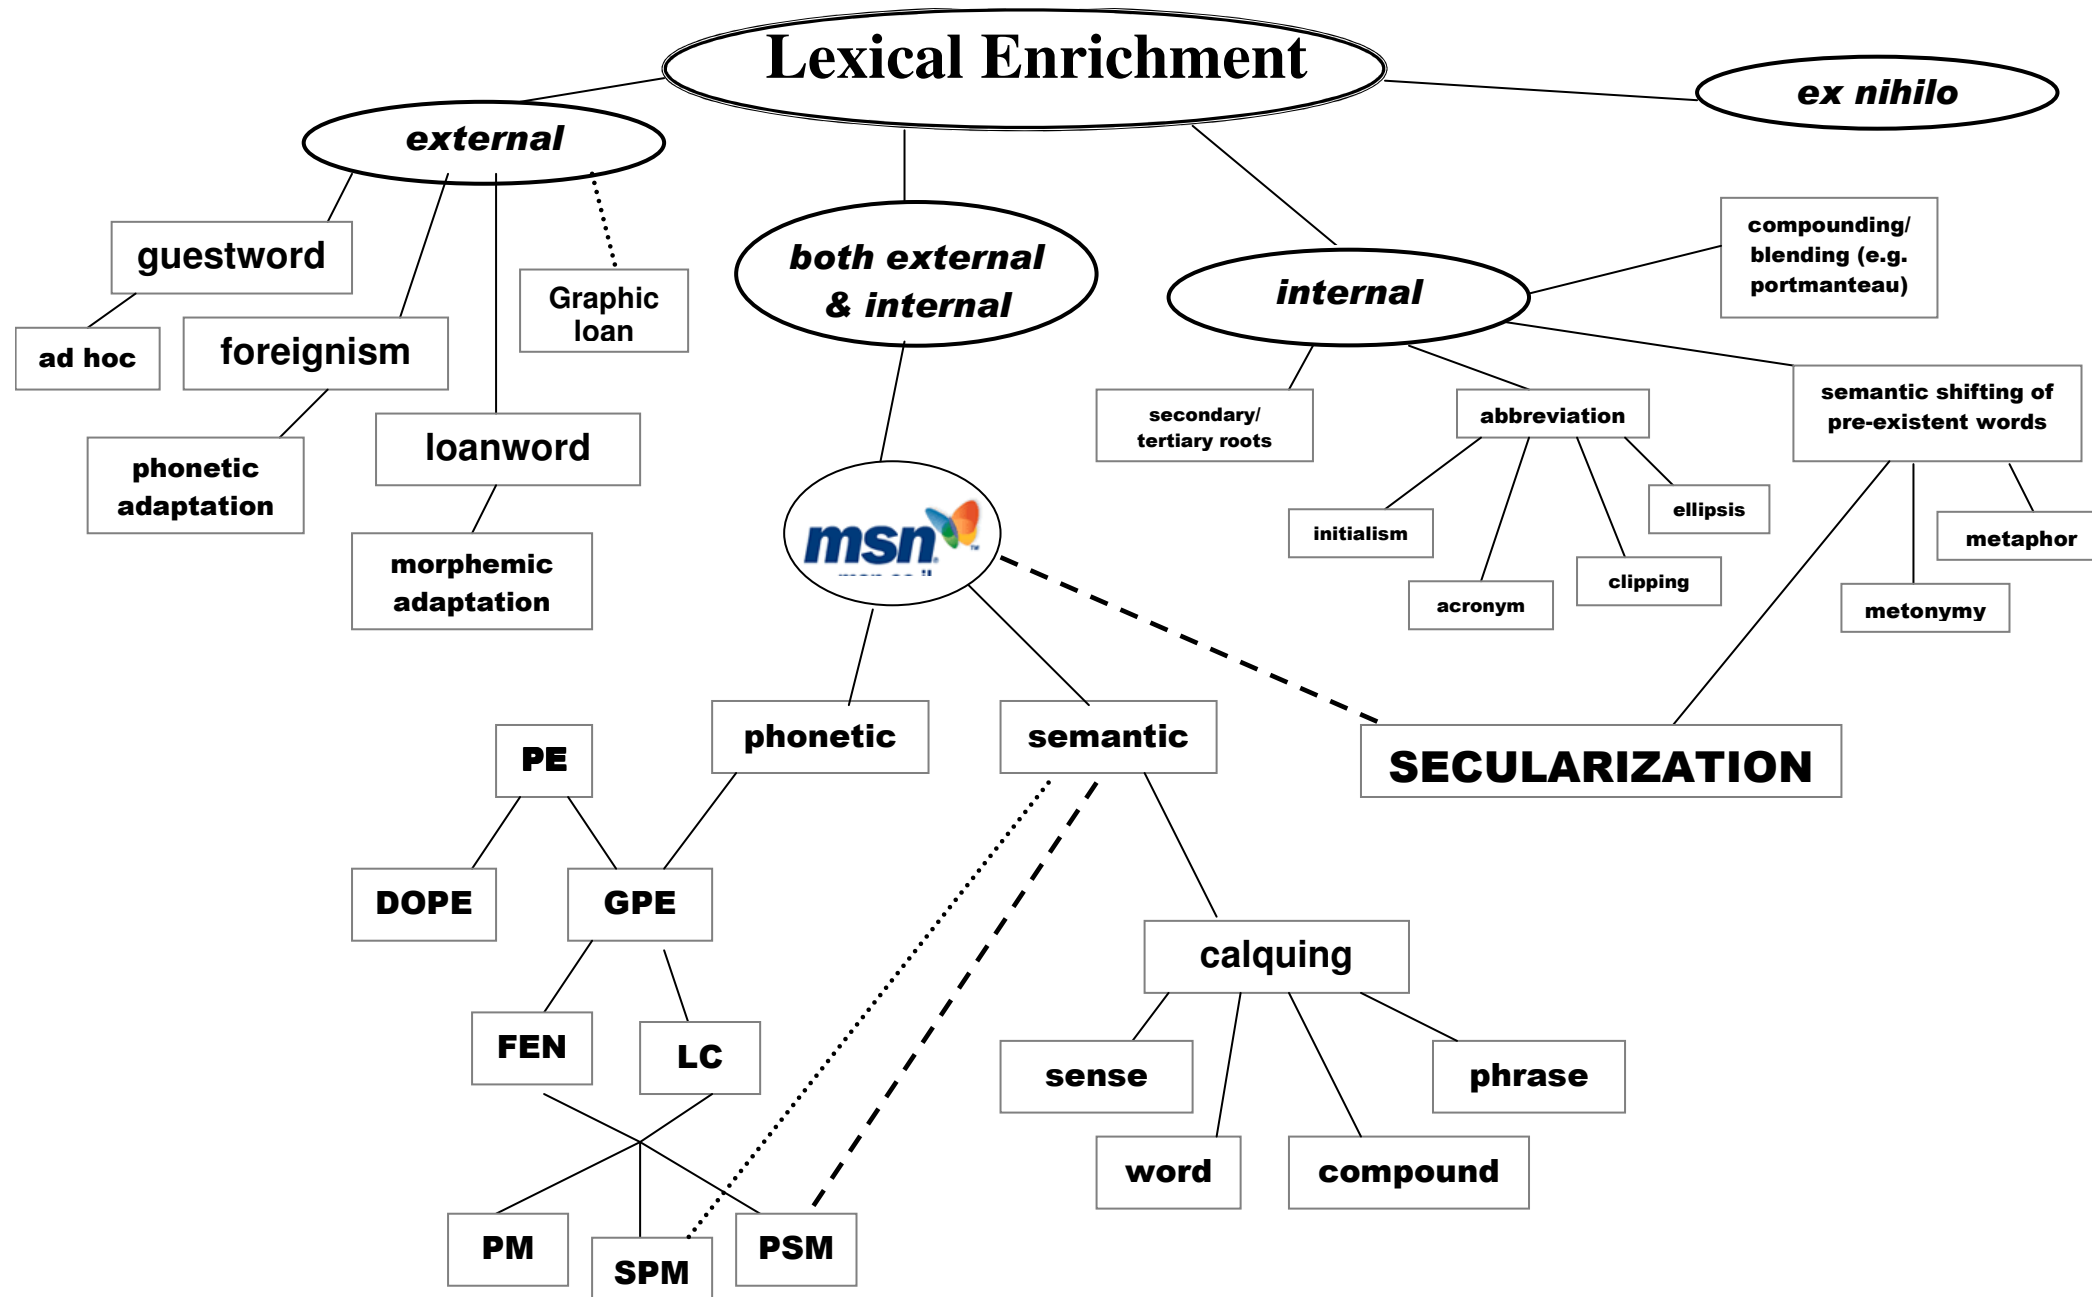 Lexical Enrichment
ex nihilo
external
guestword
ad hoc
foreignism
phonetic
adaptation
loanword
morphemic
adaptation
Graphic
loan
both external
& internal
internal
compounding/
blending (e.g.
portmanteau)
secondary/
tertiary roots
abbreviation
initialism
acronym
clipping
ellipsis
semantic shifting of
pre-existent words
metaphor
metonymy
msn
phonetic
semantic
SECULARIZATION
PE
DOPE
GPE
FEN
LC
PM
SPM
PSM
calquing
sense
word
compound
phrase